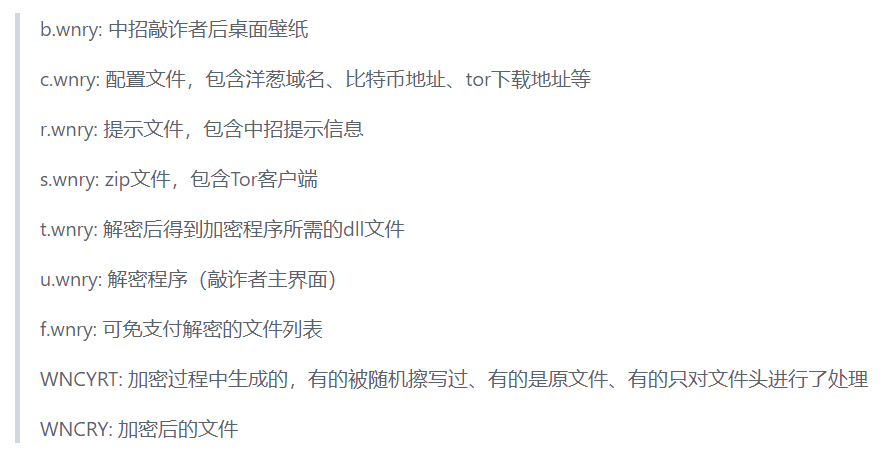 b.wnry: 中招敲诈者后桌面壁纸
c.wnry: 配置文件，包含洋葱域名、比特币地址、tor下载地址等
r.wnry: 提示文件，包含中招提示信息
s.wnry: zip文件，包含Tor客户端
t.wnry: 解密后得到加密程序所需的dll文件
u.wnry: 解密程序（敲诈者主界面）
f.wnry: 可免支付解密的文件列表
WNCYRT: 加密过程中生成的，有的被随机擦写过、有的是原文件、有的只对文件头进行了处理
WNCRY: 加密后的文件